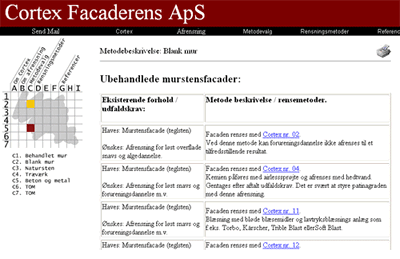 Cortex Facaderens ApS
Send Mail Cortex Afrensning Metodevalg Rensningsmetoder Referenc
Metodebeskrivelse: Blank mur
Om Cortex
Om afrensning
Metodevalg
Rensningsmetoder
Referencer
A B C D E F G H I
1
2
3
4
5
6
7
C1. Behandlet mur
C2. Blank mur
C3. Natursten
C4. Træværk
C5. Beton og metal
C6. TOM
C7. TOM
Ubehandlede murstensfacader:
Eksisterende forhold / udfaldskrav:
Metode beskrivelse / rensemetoder.
Haves: Murstensfacade (teglsten)
Ønskes: Afrensning for løst overflade snavs og algedannelse.
Facaden renses med Cortex nr. 02.
Ved denne metode kan forureningsdannelse ikke afrenses til et tilfredsstillende resultat.
Haves: Murstensfacade (teglsten)
Ønskes: Afrensning for løst snavs og forureningsdannelse m.v.
Facaden renses med Cortex nr. 04.
Kemien påføres med airlesssprøjte og afrenses med hedtvand.
Gentages efter aftalt udfaldskrav. Det er svært at styre patinagraden med denne afrensning.
Haves: Murstensfacade (teglsten)
Ønskes: Afrensning for løst snavs og forureningsdannelse m.v.
Facaden renses med Cortex nr. 11.
Blæsning med bløde blæsemidler og lavtryksblæsnings anlæg som f.eks. Torbo, Kärscher, Trible Blast ellerSoft Blast.
Haves: Murstensfacade (teglsten)
Facaden renses med Cortex nr. 12.